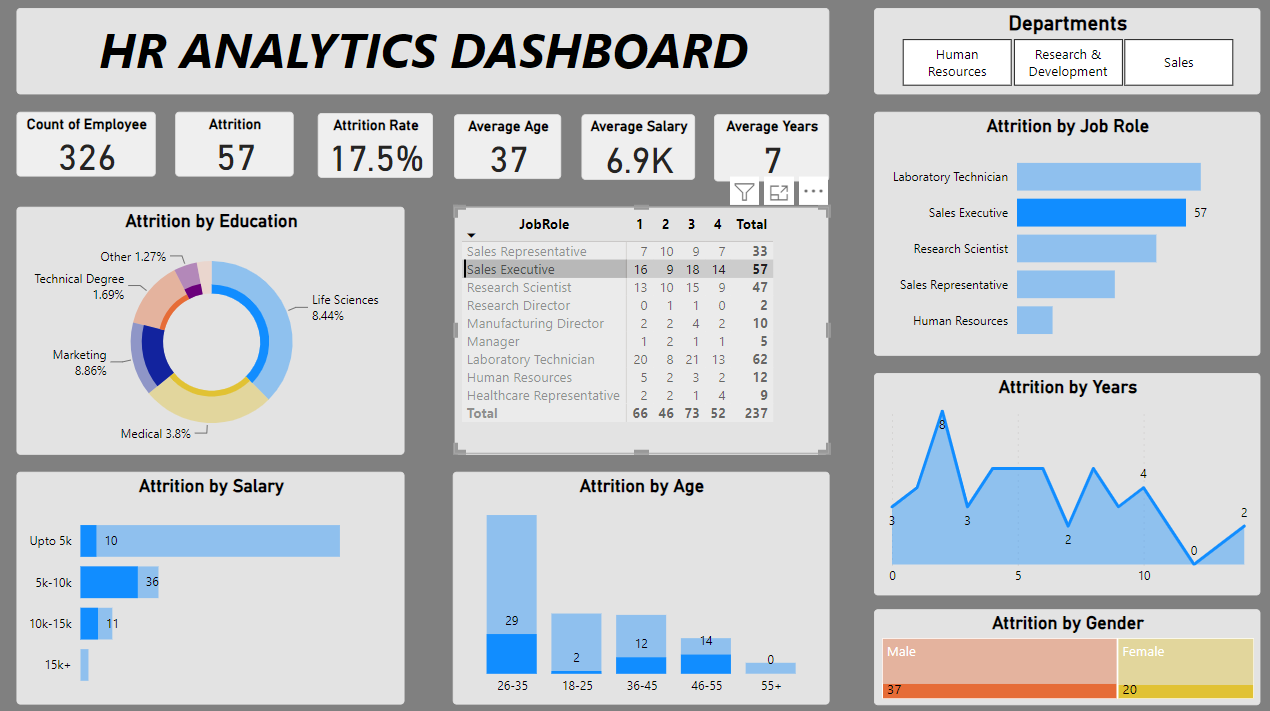 HR ANALYTICS DASHBOARD
Departments
Human Resources
Research & Development
Sales
Count of Employee
326
Attrition
57
Attrition Rate
17.5%
Average Age
37
Average Salary
6.9K
Average Years
7
Attrition by Education
Other 1.27%
Technical Degree
1.69%
Life Sciences
8.44%
Marketing
8.86%
Medical 3.8%
JobRole 1 2 3 4 Total
Sales Representative 7 10 9 7 33
Sales Executive 16 9 18 14 57
Research Scientist 13 10 15 9 47
Research Director 0 1 1 0 2
Manufacturing Director 2 2 4 2 10
Manager 1 2 1 1 5
Laboratory Technician 20 8 21 13 62
Human Resources 5 2 3 2 12
Healthcare Representative 2 2 1 4 9
Total 66 46 73 52 237
Attrition by Job Role
Laboratory Technician
Sales Executive 57
Research Scientist
Sales Representative
Human Resources
Attrition by Salary
Upto 5k 10
5k-10k 36
10k-15k 11
15k+
Attrition by Age
29 2 12 14 0
26-35 18-25 36-45 46-55 55+
Attrition by Years
8
4
3 3 2 0 2
0 5 10
Attrition by Gender
Male
37
Female
20